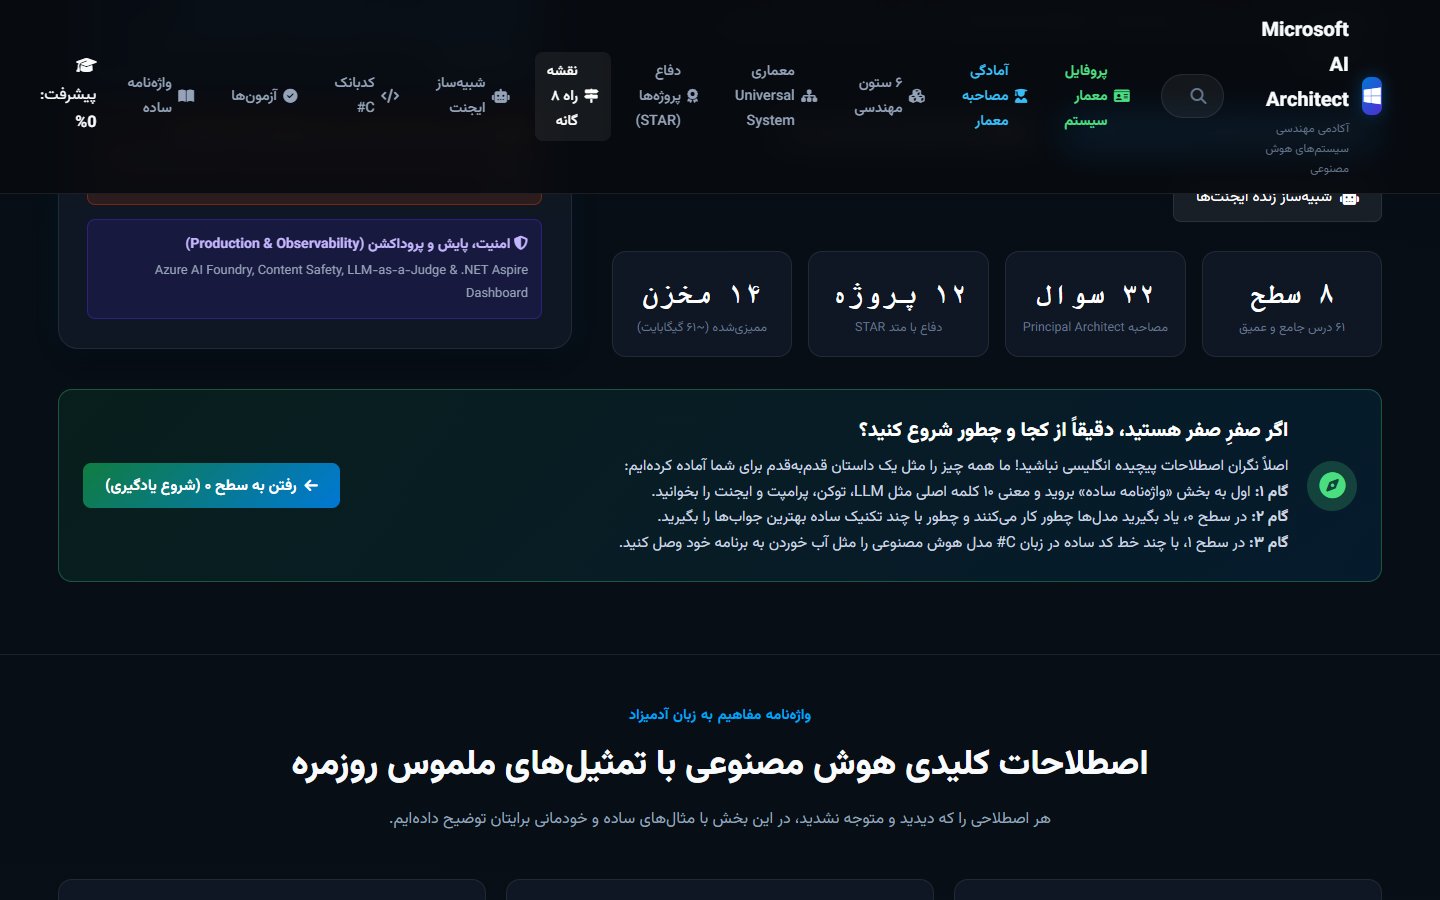 Microsoft
AI
Architect
آکادمی مهندسی
سیستم‌های هوش
مصنوعی
پروفایل
معمار
سیستم
آمادگی
مصاحبه
معمار
۶ ستون
مهندسی
معماری
Universal
System
دفاع
پروژه‌ها
(STAR)
نقشه
راه ۸
گانه
شبیه‌ساز
ایجنت
کدبانک
C#
آزمون‌ها
واژه‌نامه
ساده
پیشرفت:
0%
شبیه‌ساز زنده ایجنت‌ها
۸ سطح
۶۱ درس جامع و عمیق
۳۲ سوال
مصاحبه Principal Architect
۱۲ پروژه
دفاع با متد STAR
۱۴ مخزن
ممیزی‌شده (~۶۱ گیگابایت)
امنیت، پایش و پروداکشن (Production & Observability)
Azure AI Foundry, Content Safety, LLM-as-a-Judge & .NET Aspire
Dashboard
اگر صفرِ صفر هستید، دقیقاً از کجا و چطور شروع کنید؟
اصلاً نگران اصطلاحات پیچیده انگلیسی نباشید! ما همه چیز را مثل یک داستان قدم‌به‌قدم برای شما آماده کرده‌ایم:
گام ۱: اول به بخش «واژه‌نامه ساده» بروید و معنی ۱۰ کلمه اصلی مثل LLM، توکن، پرامپت و ایجنت را بخوانید.
گام ۲: در سطح ۰، یاد بگیرید مدل‌ها چطور کار می‌کنند و چطور با چند تکنیک ساده بهترین جواب‌ها را بگیرید.
گام ۳: در سطح ۱، با چند خط کد ساده در زبان C# مدل هوش مصنوعی را مثل آب خوردن به برنامه خود وصل کنید.
رفتن به سطح ۰ (شروع یادگیری)
واژه‌نامه مفاهیم به زبان آدمیزاد
اصطلاحات کلیدی هوش مصنوعی با تمثیل‌های ملموس روزمره
هر اصطلاحی را که دیدید و متوجه نشدید، در این بخش با مثال‌های ساده و خودمانی برایتان توضیح داده‌ایم.